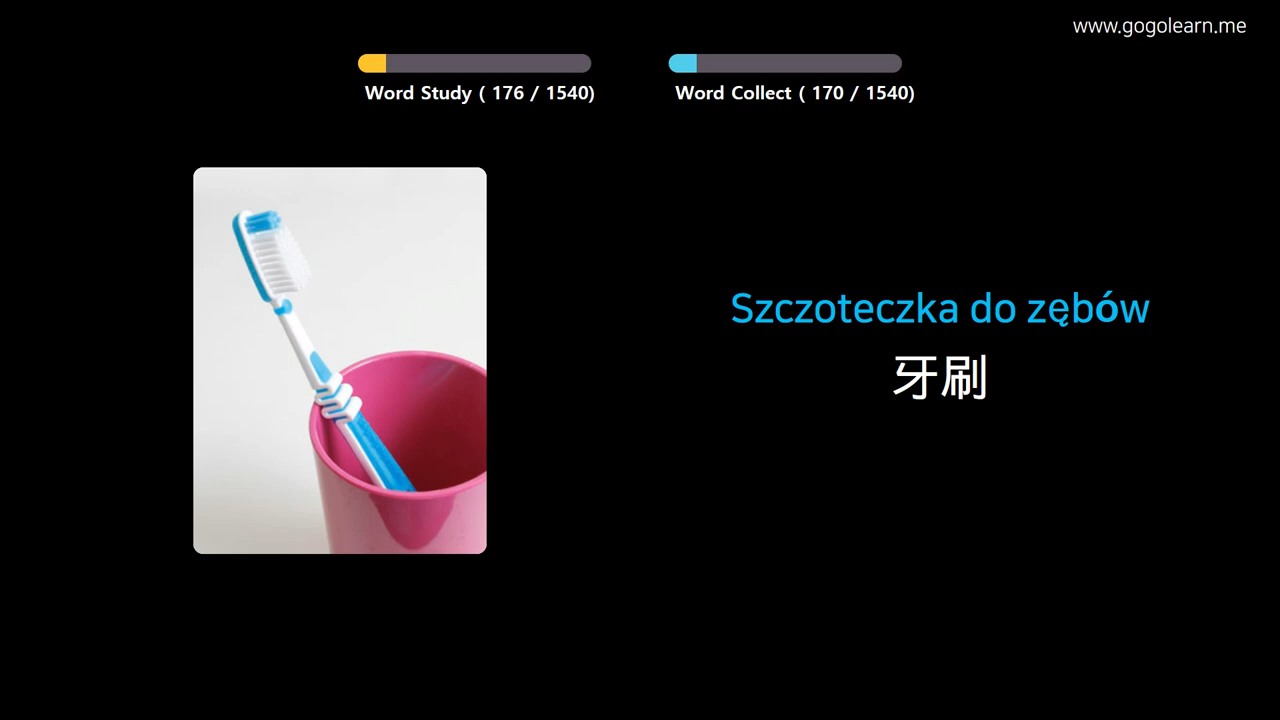 www.gogolearn.me
Word Study ( 176 / 1540)
Word Collect ( 170 / 1540)
Szczoteczka do zębów
牙刷